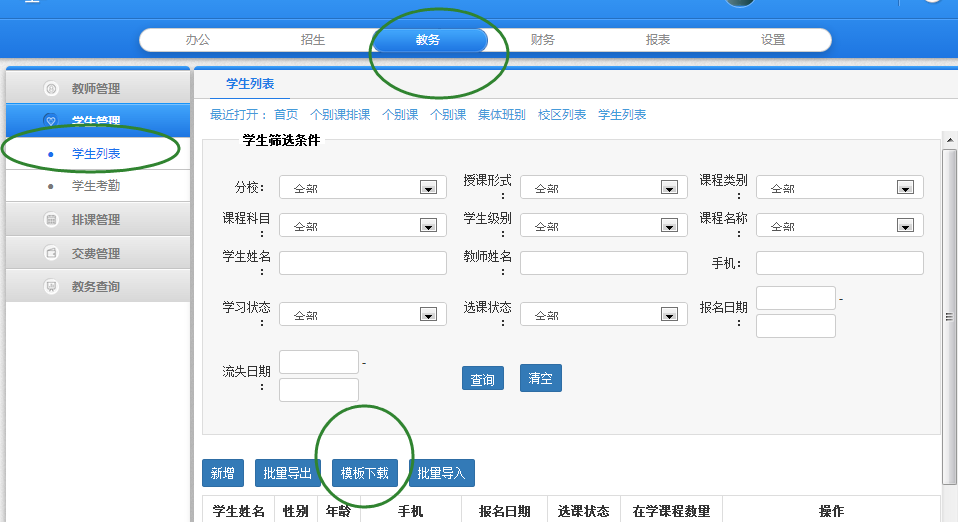 办公 招生 教务 财务 报表 设置
教师管理
学生管理
学生列表
学生考勤
排课管理
交费管理
教务查询
学生列表
最近打开： 首页 个别课排课 个别课 个别课 集体班别 校区列表 学生列表
学生筛选条件
分校： 全部 授课形式： 全部 课程类别： 全部
课程科目： 全部 学生级别： 全部 课程名称： 全部
学生姓名： 教师姓名： 手机：
学习状态： 全部 选课状态： 全部 报名日期： -
流失日期： - 查询 清空
新增 批量导出 模板下载 批量导入
学生姓名 性别 年龄 手机 报名日期 选课状态 在学课程数量 操作